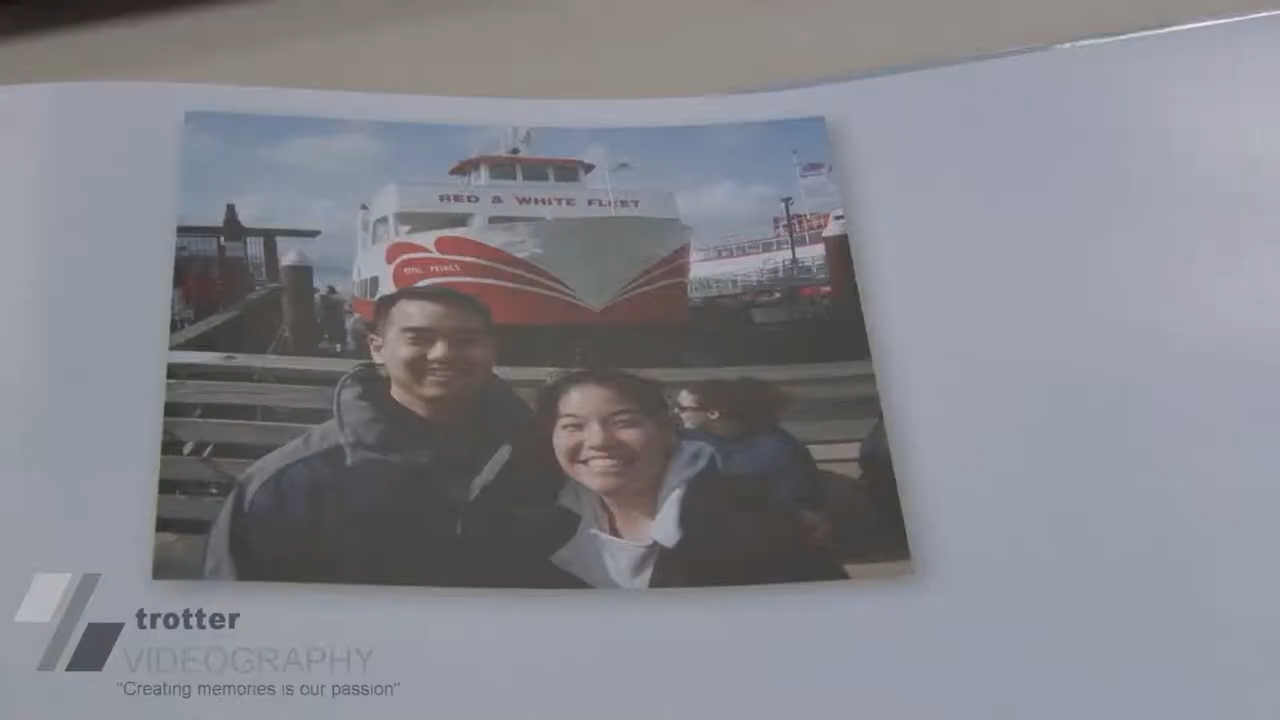 RED & WHITE FLEET
trotter
VIDEOGRAPHY
"Creating memories is our passion"